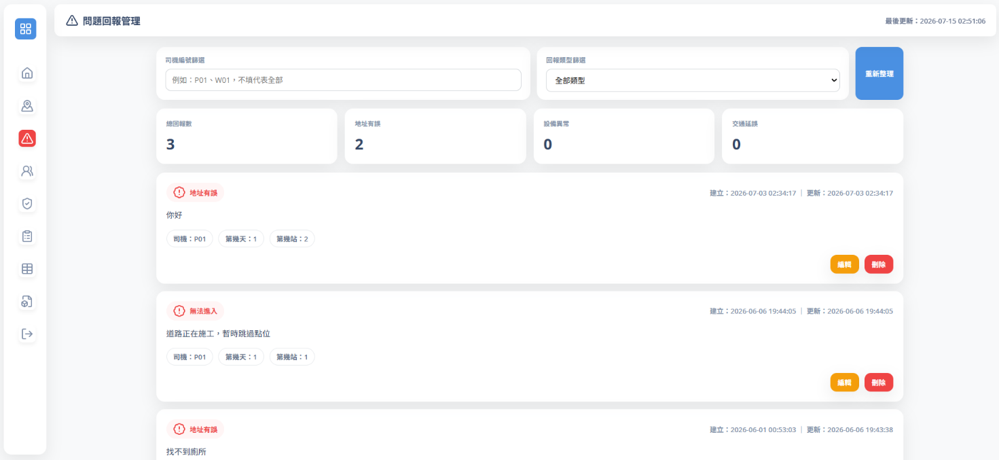 問題回報管理
最後更新：2026-07-15 02:51:06
司機編號篩選
例如：P01、W01，不填代表全部
回報類型篩選
全部類型
重新整理
總回報數
3
地址有誤
2
設備異常
0
交通延誤
0
地址有誤
建立：2026-07-03 02:34:17 | 更新：2026-07-03 02:34:17
你好
司機：P01 第幾天：1 第幾站：2
編輯 刪除
無法進入
建立：2026-06-06 19:44:05 | 更新：2026-06-06 19:44:05
道路正在施工，暫時跳過點位
司機：P01 第幾天：1 第幾站：1
編輯 刪除
地址有誤
建立：2026-06-01 00:53:03 | 更新：2026-06-06 19:43:38
找不到廁所